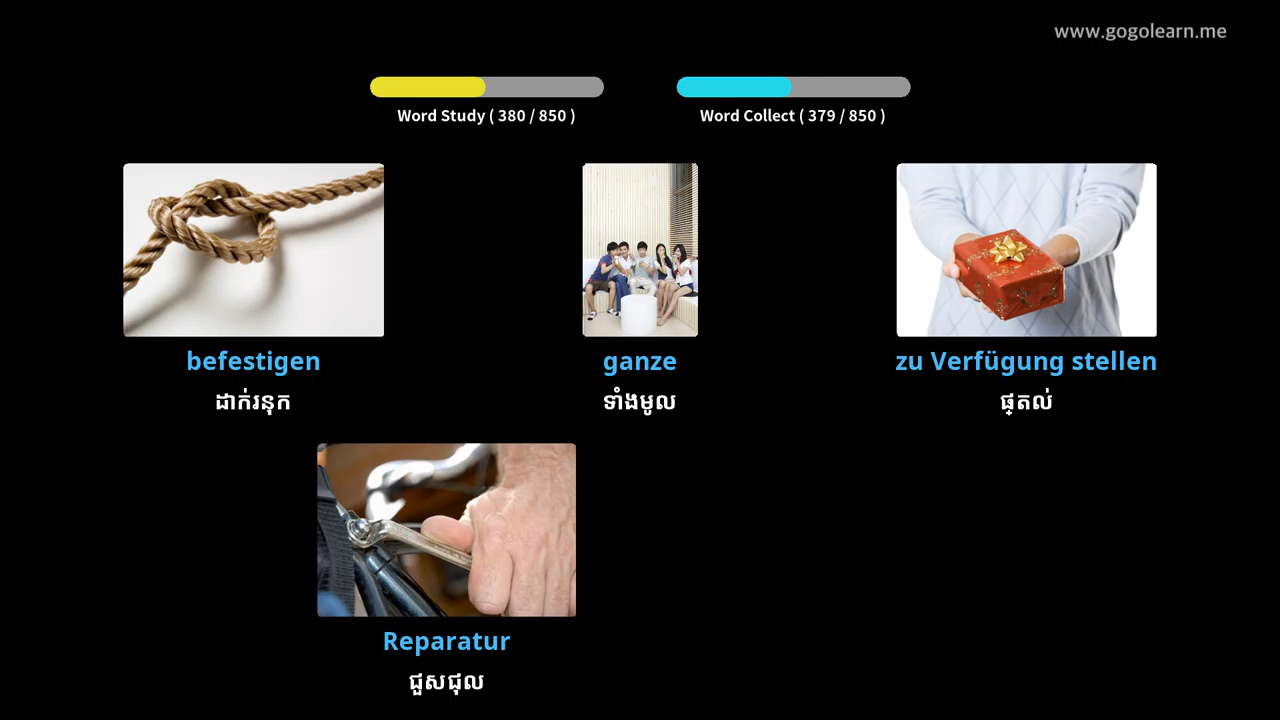 www.gogolearn.me
Word Study ( 380 / 850 )
Word Collect ( 379 / 850 )
befestigen
ដាក់រនុក
ganze
ទាំងមូល
zu Verfügung stellen
ផ្តល់
Reparatur
ជួសជុល